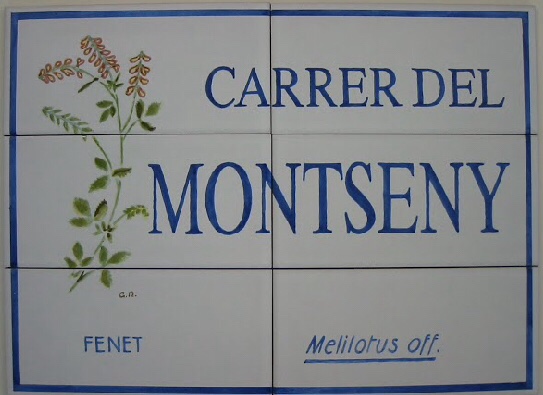 CARRER DEL
MONTSENY
G.A.
FENET
Melilotus off.